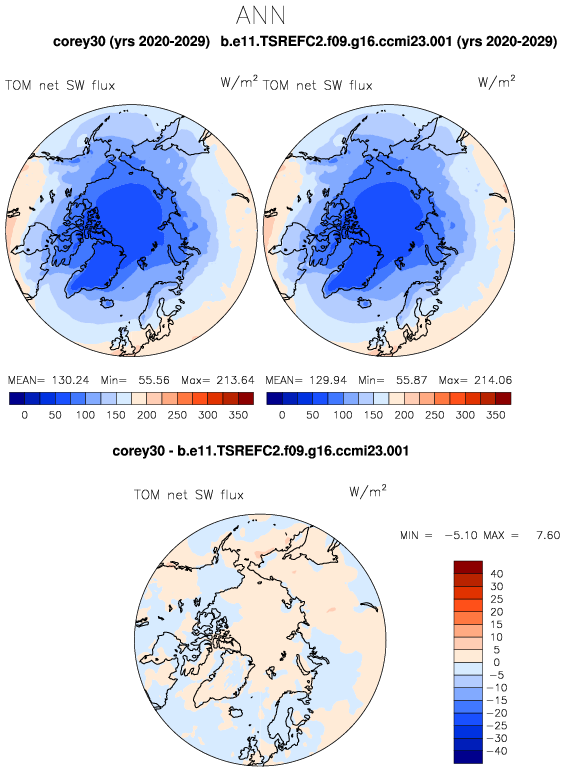 ANN
corey30 (yrs 2020-2029) b.e11.TSREFC2.f09.g16.ccmi23.001 (yrs 2020-2029)
TOM net SW flux W/m² TOM net SW flux W/m²
MEAN= 130.24 Min= 55.56 Max= 213.64 MEAN= 129.94 Min= 55.87 Max= 214.06
0 50 100 150 200 250 300 350 0 50 100 150 200 250 300 350
corey30 - b.e11.TSREFC2.f09.g16.ccmi23.001
TOM net SW flux W/m²
MIN = -5.10 MAX = 7.60
40
30
25
20
15
10
5
0
-5
-10
-15
-20
-25
-30
-40